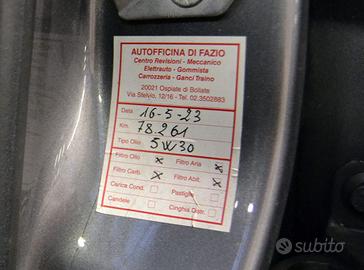 AUTOFFICINA DI FAZIO
Centro Revisioni - Meccanico
Elettrauto - Gommista
Carrozzeria - Ganci Traino
20021 Ospiate di Bollate
Via Stelvio, 12/16 - Tel. 02.3502883
Data 16-5-23
Km. 78.261
Tipo Olio 5W30
Filtro Olio x Filtro Aria x
Filtro Carb. x Filtro Abit. x
Carica Cond. Pastiglie
Candele Cinghia Distr.
subito